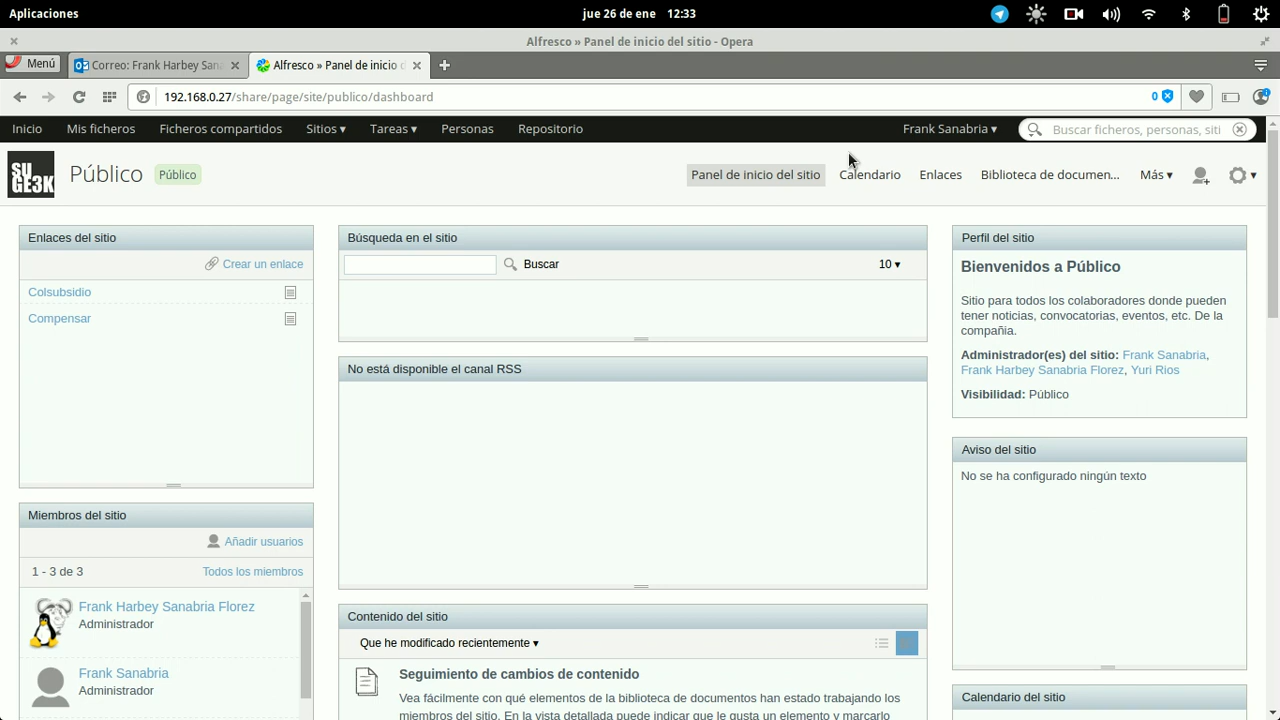 Aplicaciones
jue 26 de ene 12:33
Alfresco » Panel de inicio del sitio - Opera
Menú
Correo: Frank Harbey San
Alfresco » Panel de inicio d
192.168.0.27/share/page/site/publico/dashboard
0
Inicio Mis ficheros Ficheros compartidos Sitios ▾ Tareas ▾ Personas Repositorio Frank Sanabria ▾ Buscar ficheros, personas, siti
SU
GE3K
Público Público
Panel de inicio del sitio Calendario Enlaces Biblioteca de documen... Más ▾
Enlaces del sitio
Crear un enlace
Colsubsidio
Compensar
Miembros del sitio
Añadir usuarios
1 - 3 de 3 Todos los miembros
Frank Harbey Sanabria Florez
Administrador
Frank Sanabria
Administrador
Búsqueda en el sitio
Buscar 10 ▾
No está disponible el canal RSS
Contenido del sitio
Que he modificado recientemente ▾
Seguimiento de cambios de contenido
Vea fácilmente con qué elementos de la biblioteca de documentos han estado trabajando los
miembros del sitio. En la vista detallada puede indicar que le gusta un elemento y marcarlo
Perfil del sitio
Bienvenidos a Público
Sitio para todos los colaboradores donde pueden
tener noticias, convocatorias, eventos, etc. De la
compañia.
Administrador(es) del sitio: Frank Sanabria,
Frank Harbey Sanabria Florez, Yuri Rios
Visibilidad: Público
Aviso del sitio
No se ha configurado ningún texto
Calendario del sitio